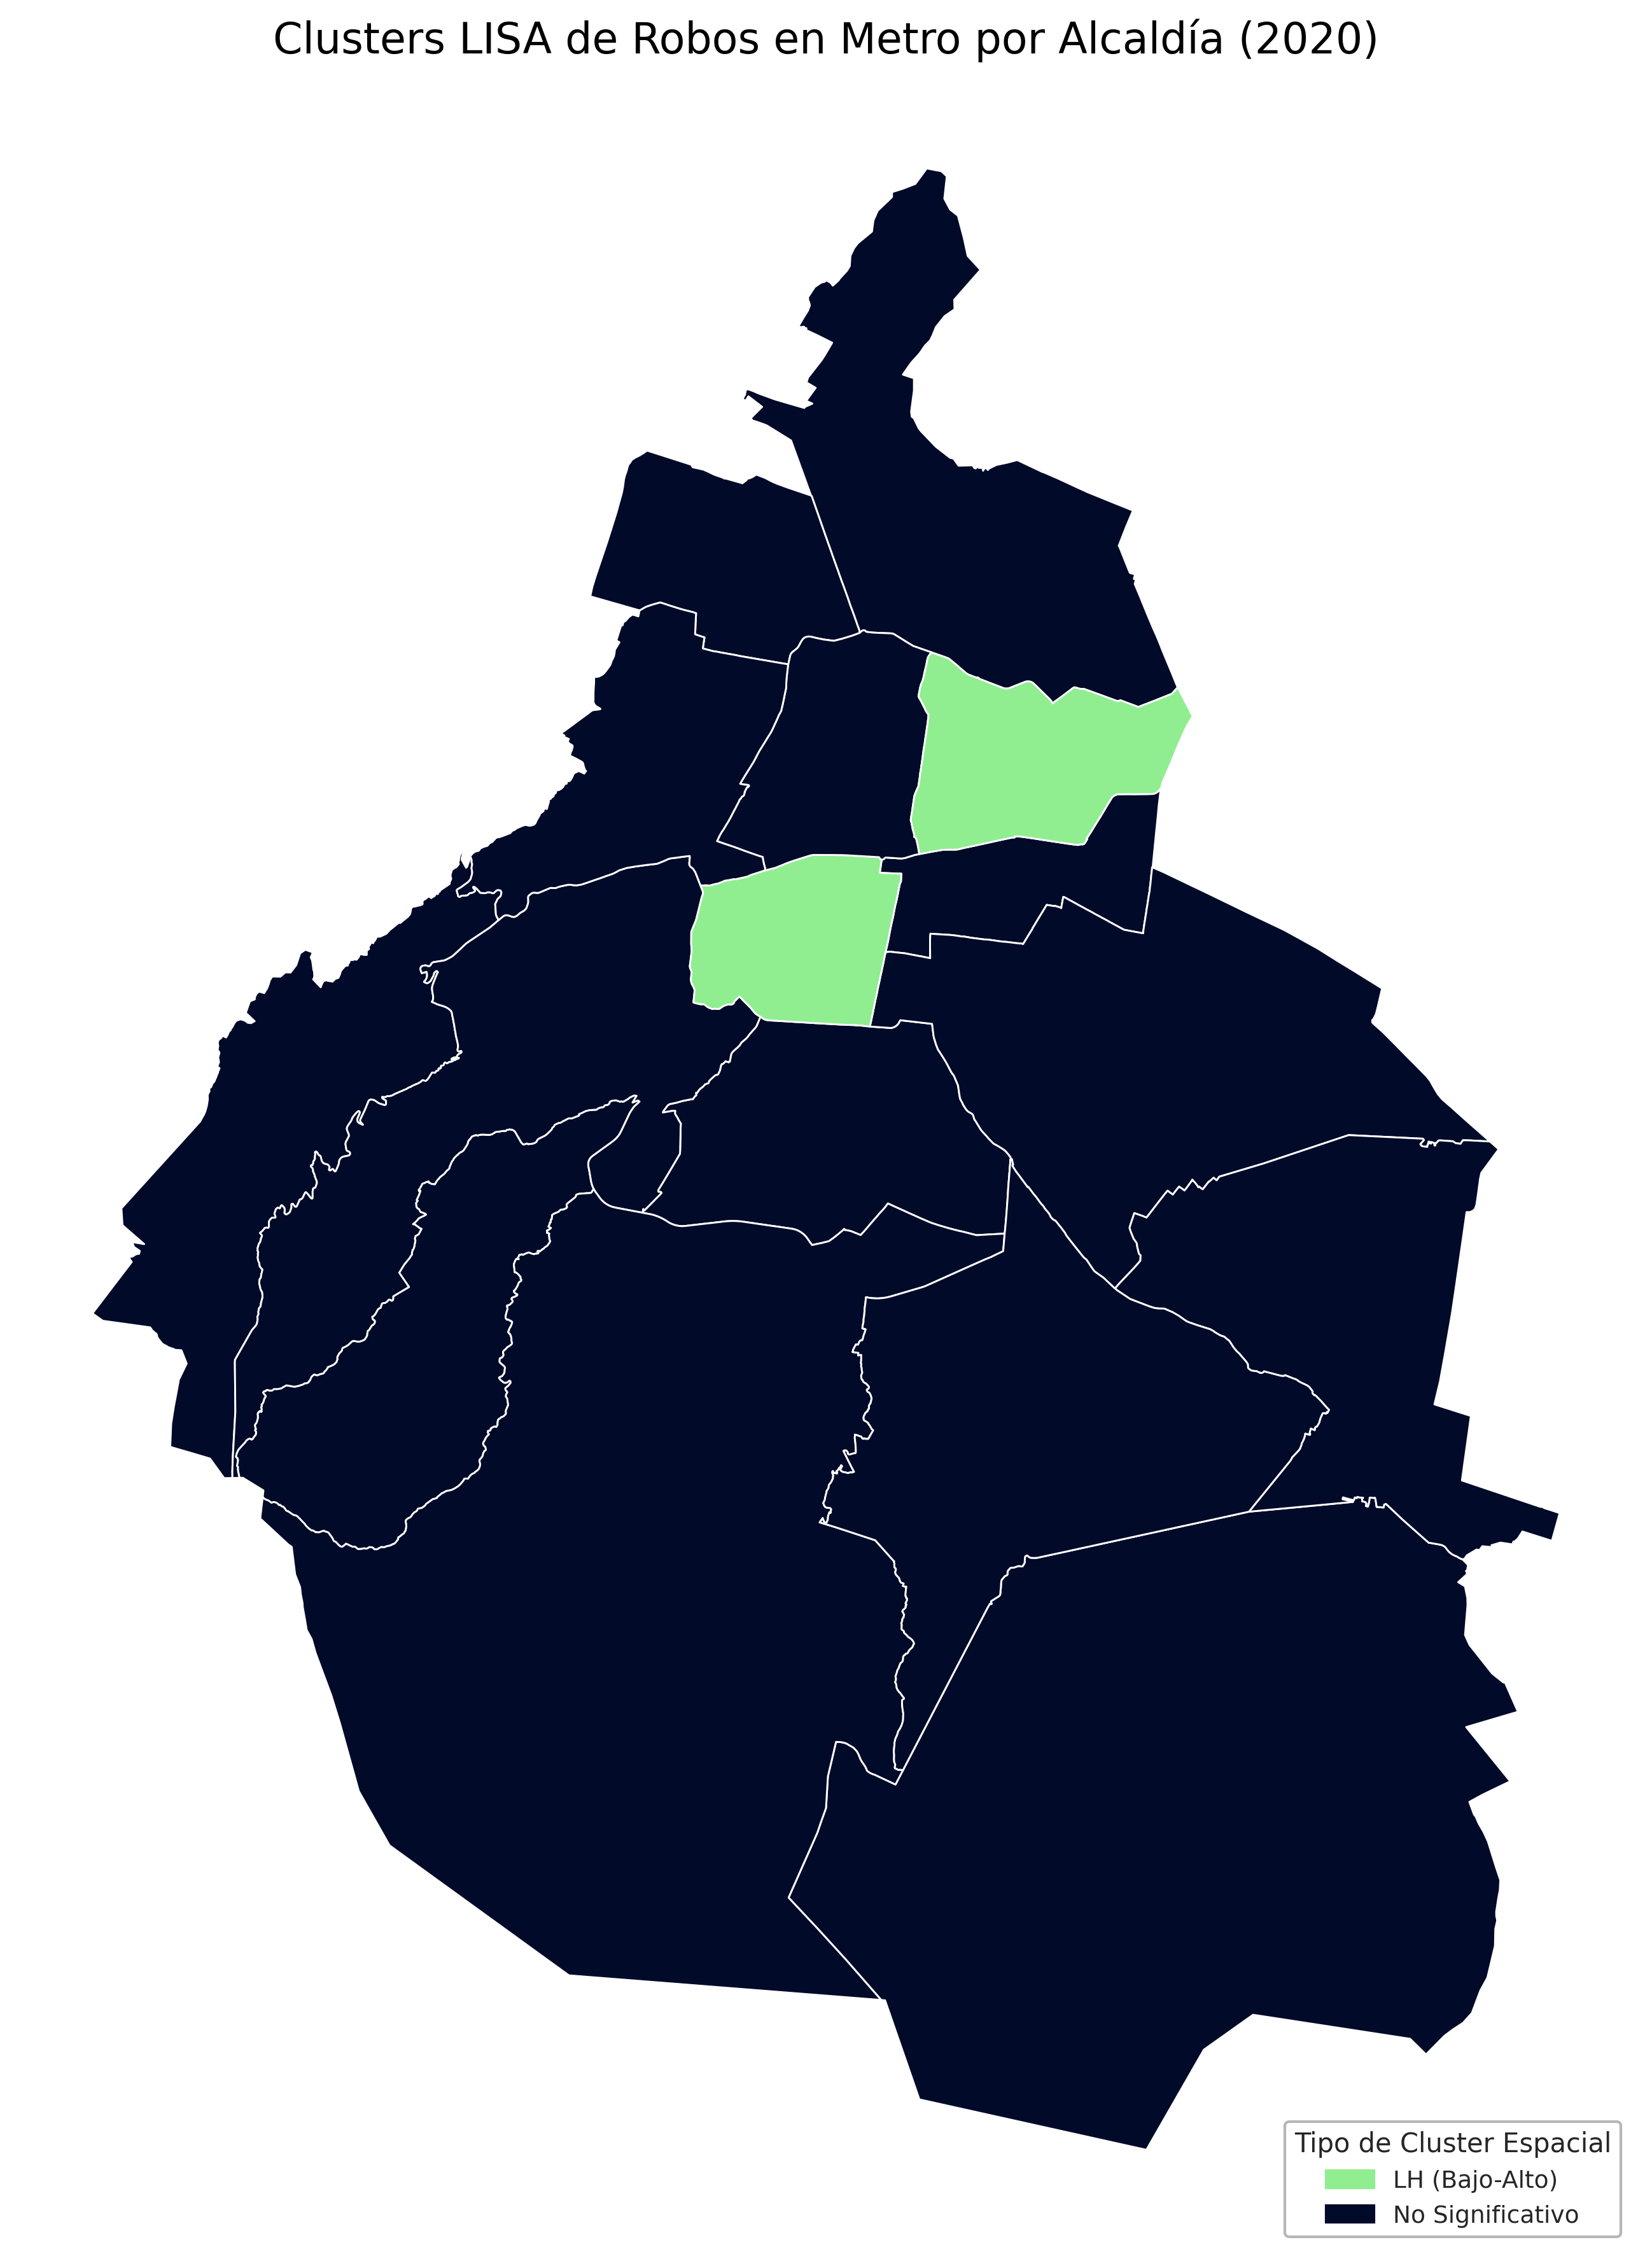 Clusters LISA de Robos en Metro por Alcaldía (2020)
Tipo de Cluster Espacial
LH (Bajo-Alto)
No Significativo